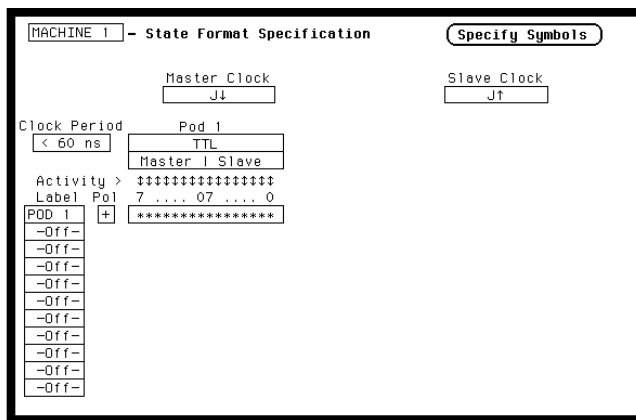 MACHINE 1 – State Format Specification Specify Symbols
Master Clock Slave Clock
J↓ J↑
Clock Period Pod 1
< 60 ns TTL
Master | Slave
Activity > ↕↕↕↕↕↕↕↕↕↕↕↕↕↕↕↕
Label Pol 7 .... 07 .... 0
POD 1 + ****************
-Off-
-Off-
-Off-
-Off-
-Off-
-Off-
-Off-
-Off-
-Off-
-Off-